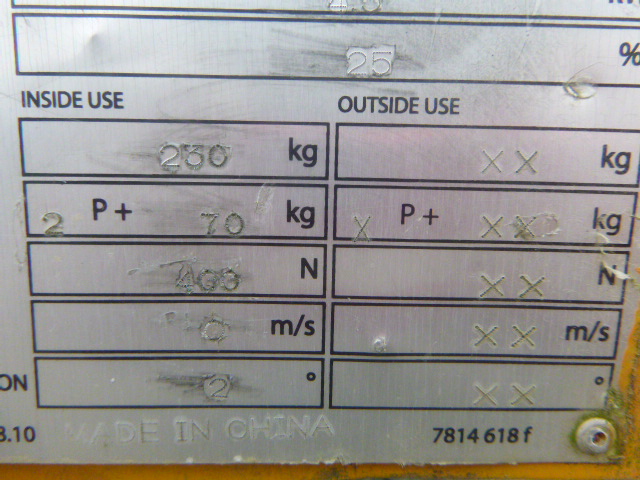 25 %
INSIDE USE OUTSIDE USE
230 kg XX kg
2 P + 70 kg X P + XX kg
400 N XX N
0 m/s XX m/s
2 ° XX °
MADE IN CHINA 7814 618 f